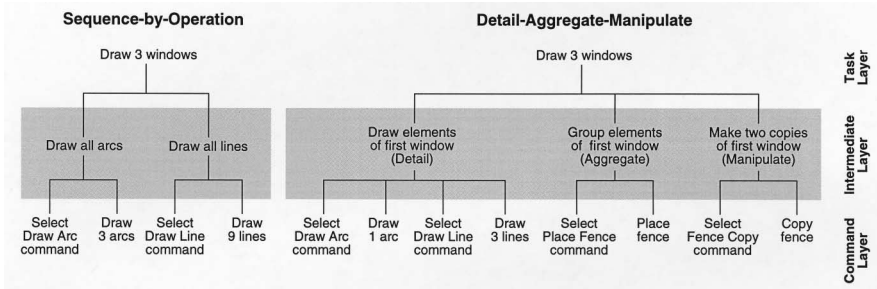 Sequence-by-Operation
Draw 3 windows
Draw all arcs
Draw all lines
Select
Draw Arc
command
Draw
3 arcs
Select
Draw Line
command
Draw
9 lines
Detail-Aggregate-Manipulate
Draw 3 windows
Draw elements
of first window
(Detail)
Group elements
of first window
(Aggregate)
Make two copies
of first window
(Manipulate)
Select
Draw Arc
command
Draw
1 arc
Select
Draw Line
command
Draw
3 lines
Select
Place Fence
command
Place
fence
Select
Fence Copy
command
Copy
fence
Task
Layer
Intermediate
Layer
Command
Layer